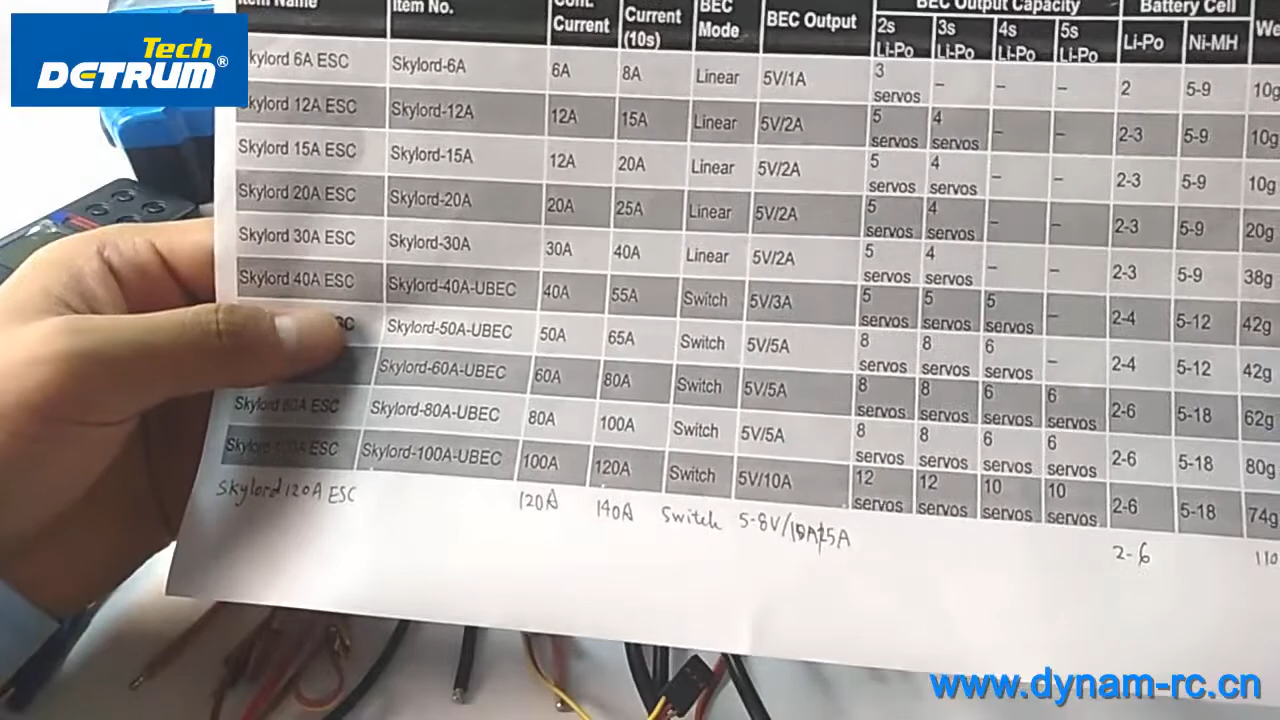 Tech
DETRUM®
Item Name Item No. Cont. Current Current (10s) BEC Mode BEC Output BEC Output Capacity Battery Cell
2s Li-Po 3s Li-Po 4s Li-Po 5s Li-Po Li-Po Ni-MH
Skylord 6A ESC Skylord-6A 6A 8A Linear 5V/1A 3 servos – – – 2 5-9 10g
Skylord 12A ESC Skylord-12A 12A 15A Linear 5V/2A 5 servos 4 servos – – 2-3 5-9 10g
Skylord 15A ESC Skylord-15A 12A 20A Linear 5V/2A 5 servos 4 servos – – 2-3 5-9 10g
Skylord 20A ESC Skylord-20A 20A 25A Linear 5V/2A 5 servos 4 servos – – 2-3 5-9 20g
Skylord 30A ESC Skylord-30A 30A 40A Linear 5V/2A 5 servos 4 servos – – 2-3 5-9 38g
Skylord 40A ESC Skylord-40A-UBEC 40A 55A Switch 5V/3A 5 servos 5 servos 5 servos – 2-4 5-12 42g
Skylord-50A-UBEC 50A 65A Switch 5V/5A 8 servos 8 servos 6 servos – 2-4 5-12 42g
Skylord-60A-UBEC 60A 80A Switch 5V/5A 8 servos 8 servos 6 servos 6 servos 2-6 5-18 62g
Skylord 80A ESC Skylord-80A-UBEC 80A 100A Switch 5V/5A 8 servos 8 servos 6 servos 6 servos 2-6 5-18 80g
Skylord 100A ESC Skylord-100A-UBEC 100A 120A Switch 5V/10A 12 servos 12 servos 10 servos 10 servos 2-6 5-18 74g
Skylord 120A ESC 120A 140A Switch 5-8V/ 2-6 110
www.dynam-rc.cn